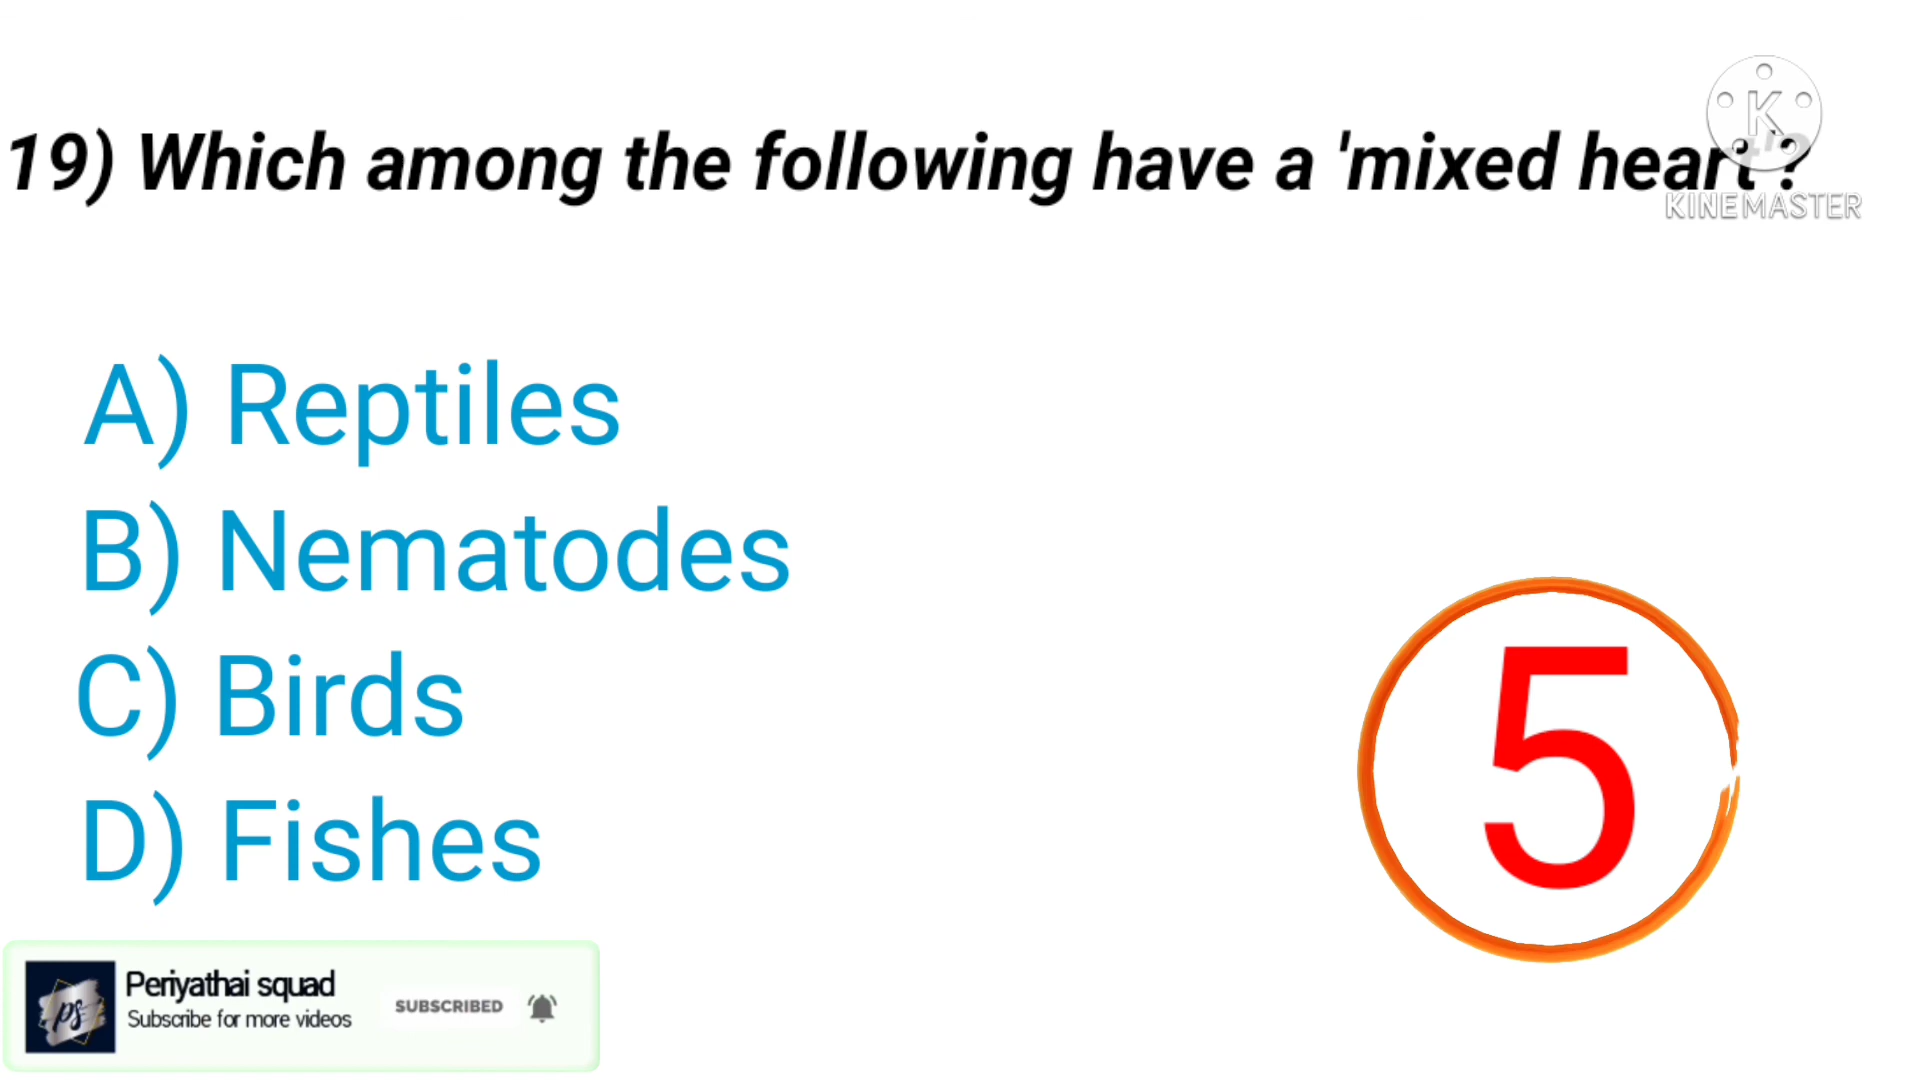 19) Which among the following have a 'mixed heart'?
K
KINEMASTER
A) Reptiles
B) Nematodes
C) Birds
D) Fishes
5
ps
Periyathai squad
Subscribe for more videos
SUBSCRIBED